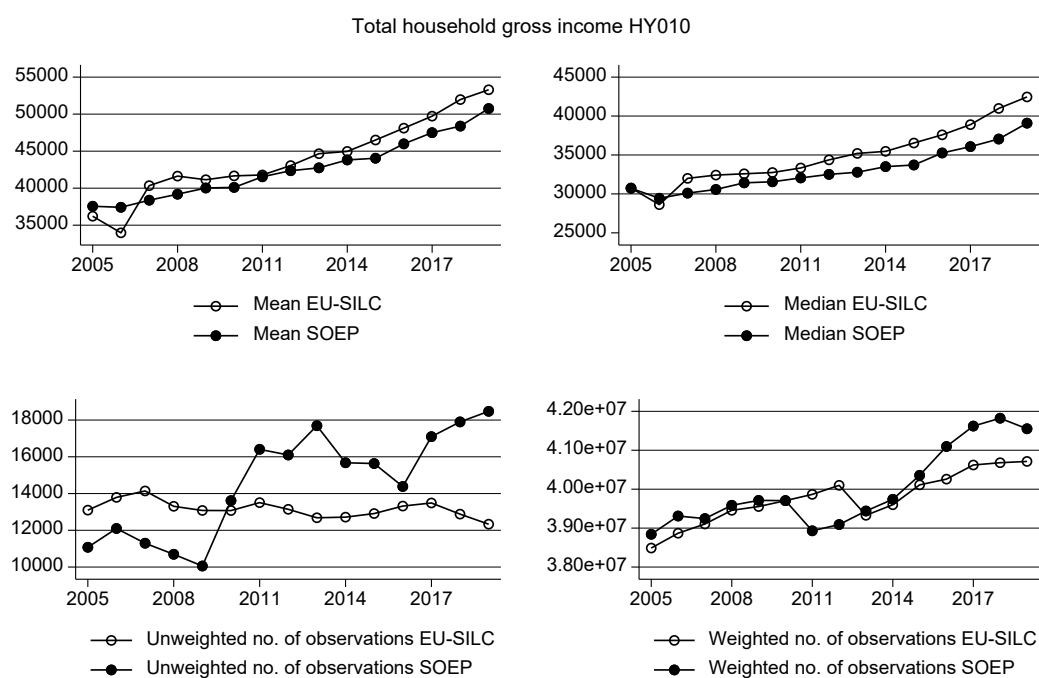 Total household gross income HY010
55000
50000
45000
40000
35000
2005 2008 2011 2014 2017
Mean EU-SILC
Mean SOEP
45000
40000
35000
30000
25000
2005 2008 2011 2014 2017
Median EU-SILC
Median SOEP
18000
16000
14000
12000
10000
2005 2008 2011 2014 2017
Unweighted no. of observations EU-SILC
Unweighted no. of observations SOEP
4.20e+07
4.10e+07
4.00e+07
3.90e+07
3.80e+07
2005 2008 2011 2014 2017
Weighted no. of observations EU-SILC
Weighted no. of observations SOEP